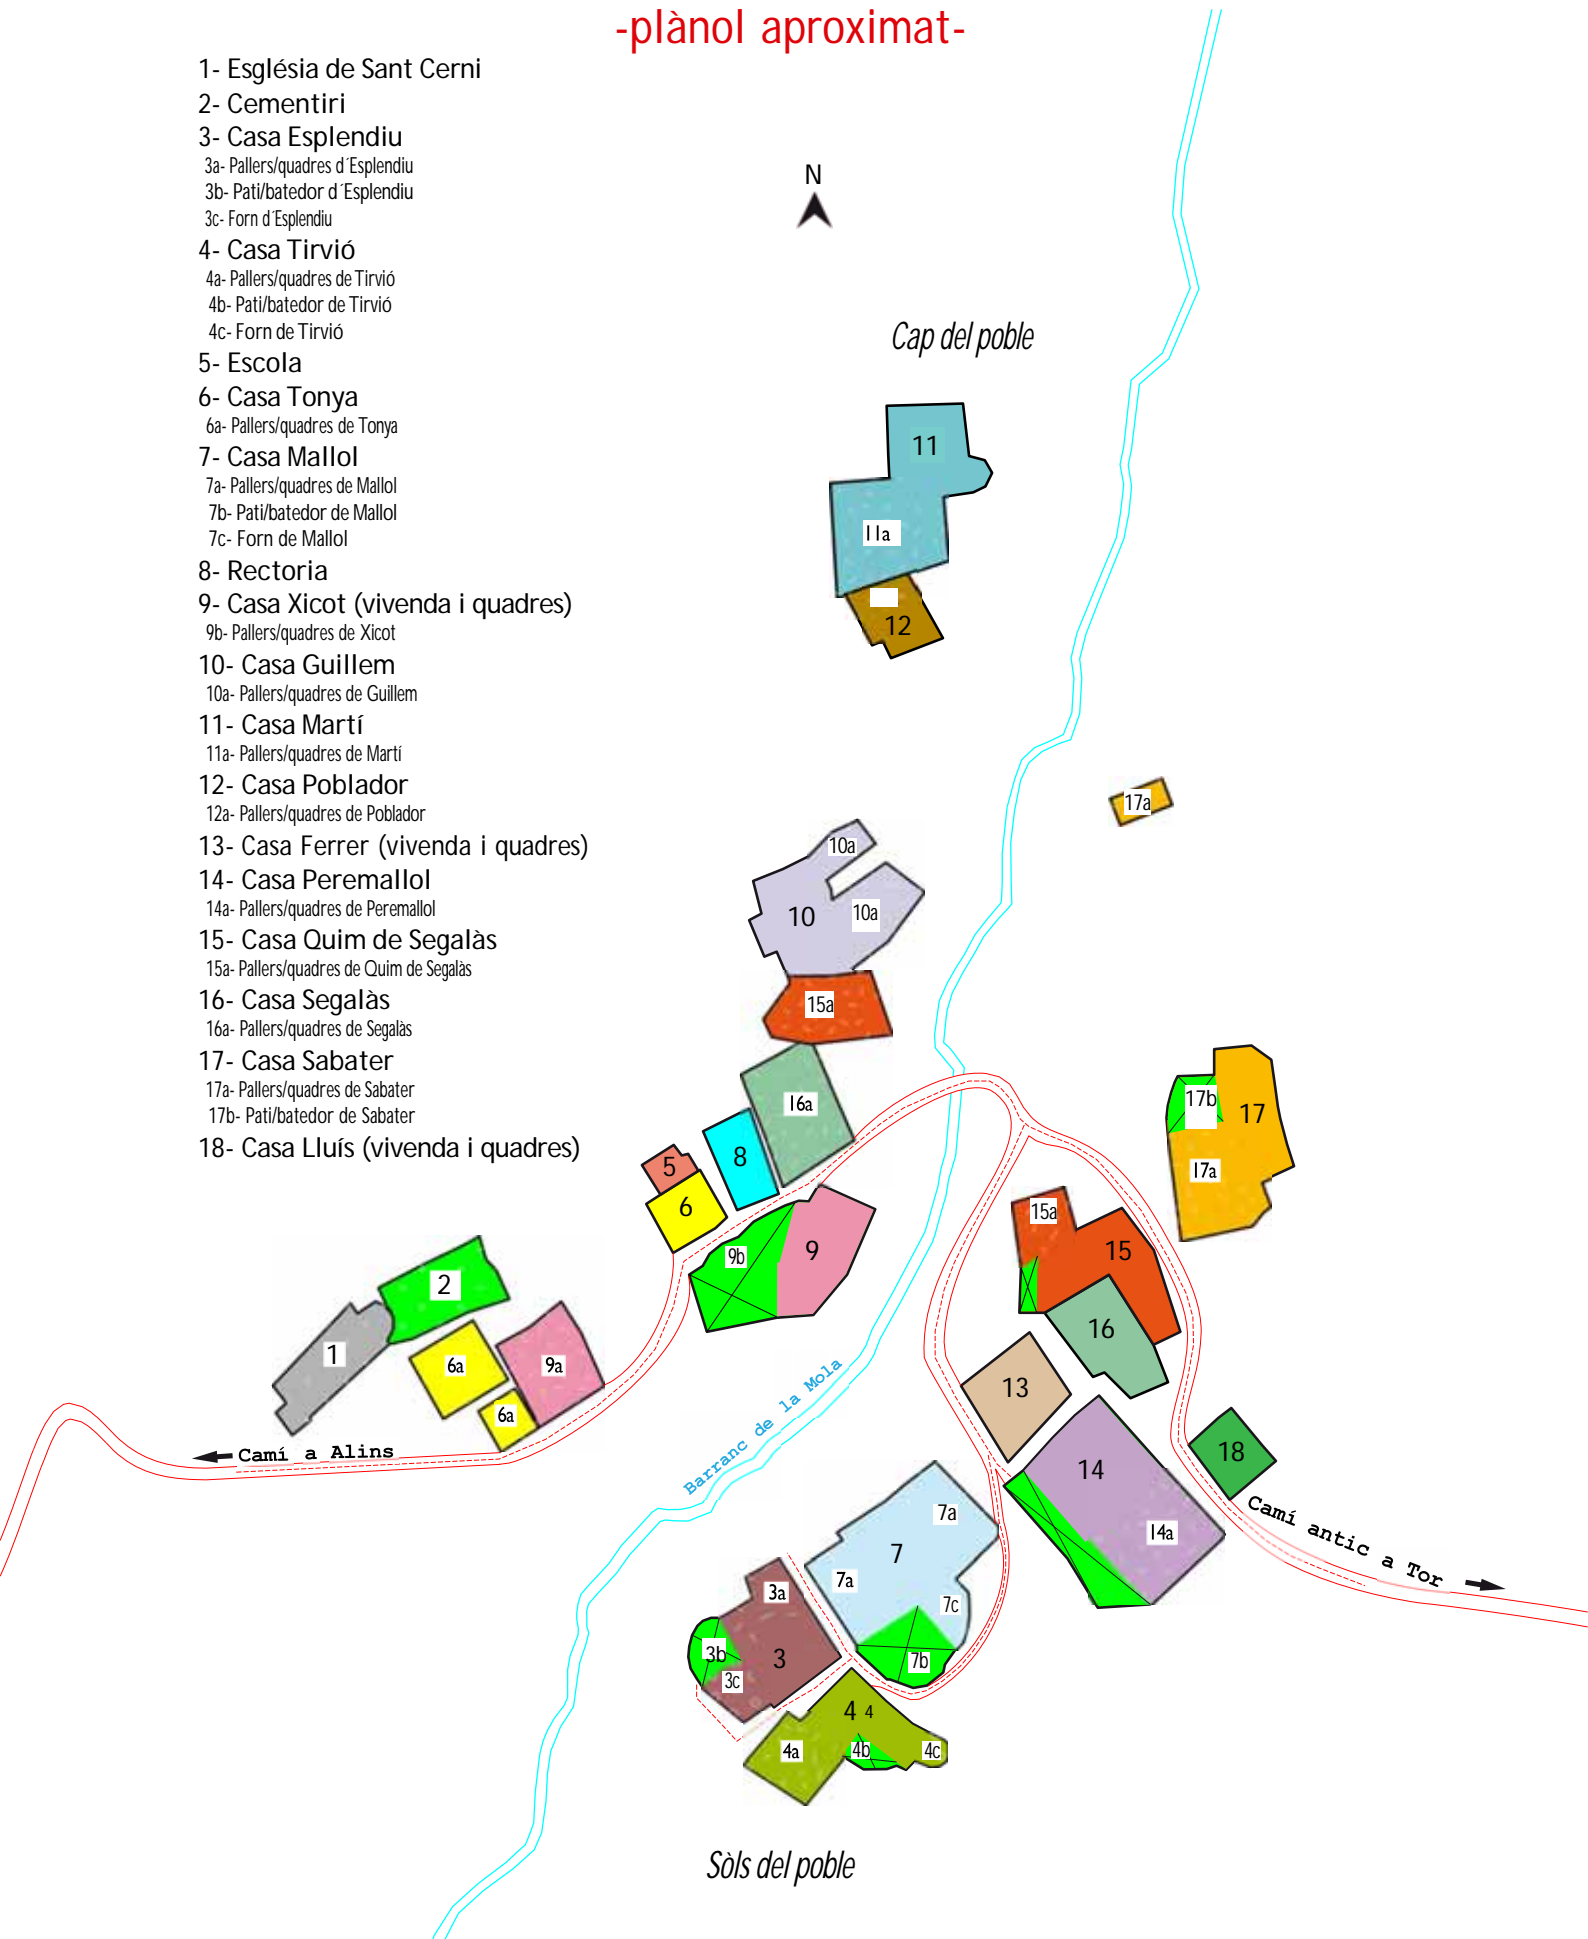 -plànol aproximat-
1- Església de Sant Cerni
2- Cementiri
3- Casa Esplendiu
3a- Pallers/quadres d´Esplendiu
3b- Pati/batedor d´Esplendiu
3c- Forn d´Esplendiu
4- Casa Tirvió
4a- Pallers/quadres de Tirvió
4b- Pati/batedor de Tirvió
4c- Forn de Tirvió
5- Escola
6- Casa Tonya
6a- Pallers/quadres de Tonya
7- Casa Mallol
7a- Pallers/quadres de Mallol
7b- Pati/batedor de Mallol
7c- Forn de Mallol
8- Rectoria
9- Casa Xicot (vivenda i quadres)
9b- Pallers/quadres de Xicot
10- Casa Guillem
10a- Pallers/quadres de Guillem
11- Casa Martí
11a- Pallers/quadres de Martí
12- Casa Poblador
12a- Pallers/quadres de Poblador
13- Casa Ferrer (vivenda i quadres)
14- Casa Peremallol
14a- Pallers/quadres de Peremallol
15- Casa Quim de Segalàs
15a- Pallers/quadres de Quim de Segalàs
16- Casa Segalàs
16a- Pallers/quadres de Segalàs
17- Casa Sabater
17a- Pallers/quadres de Sabater
17b- Pati/batedor de Sabater
18- Casa Lluís (vivenda i quadres)
N
Cap del poble
11
11a
12
17a
10a
10
10a
15a
16a
17b
17
17a
8
5
6
15a
15
9b
9
2
16
1
6a
9a
13
6a
Camí a Alins
Barranc de la Mola
18
14
14a
Camí antic a Tor
7a
7
7a
7c
3a
3b
3
3c
7b
4 4
4a
4b
4c
Sòls del poble